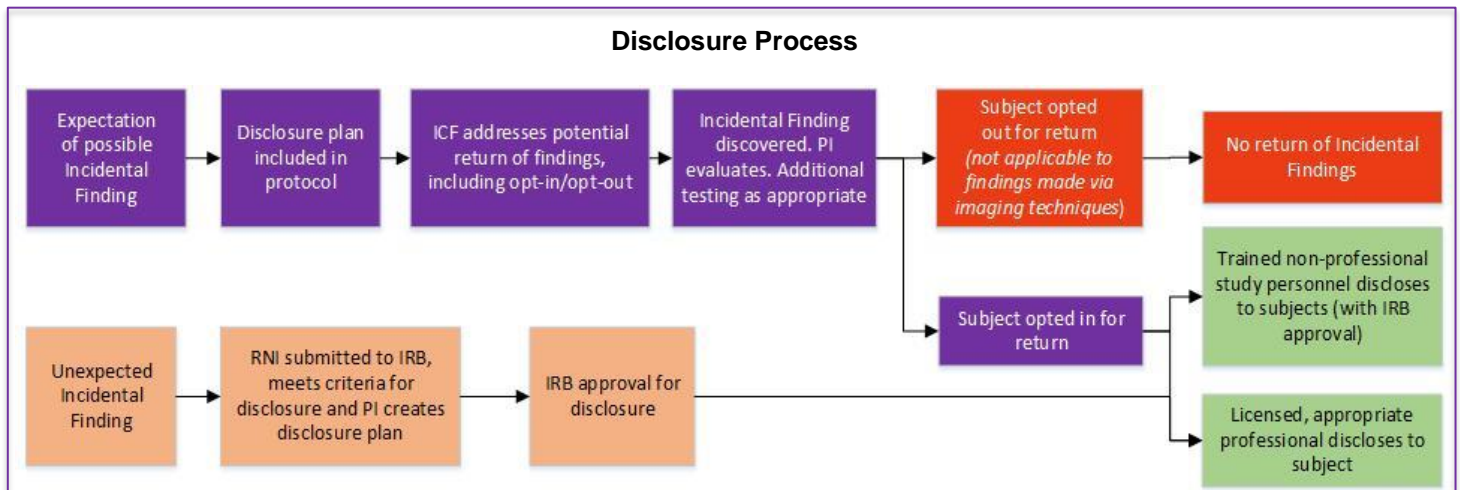 Disclosure Process
Expectation
of possible
Incidental
Finding
Disclosure plan
included in
protocol
ICF addresses potential
return of findings,
including opt-in/opt-out
Incidental Finding
discovered. PI
evaluates. Additional
testing as appropriate
Subject opted
out for return
(not applicable to
findings made via
imaging techniques)
No return of Incidental
Findings
Subject opted in for
return
Trained non-professional
study personnel discloses
to subjects (with IRB
approval)
Licensed, appropriate
professional discloses to
subject
Unexpected
Incidental
Finding
RNI submitted to IRB,
meets criteria for
disclosure and PI creates
disclosure plan
IRB approval for
disclosure